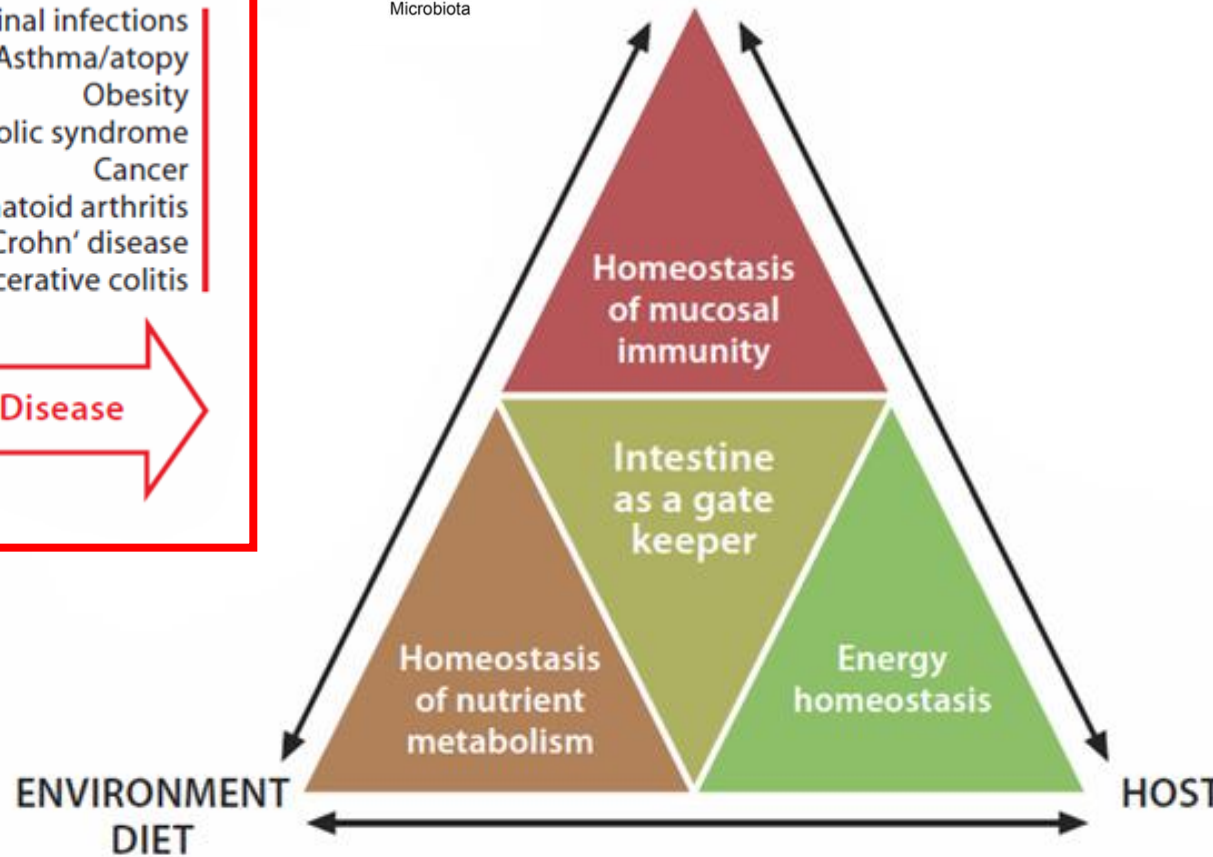 Microbiota
inal infections
Asthma/atopy
Obesity
olic syndrome
Cancer
atoid arthritis
Crohn‘ disease
cerative colitis
Disease
Homeostasis
of mucosal
immunity
Intestine
as a gate
keeper
Homeostasis
of nutrient
metabolism
Energy
homeostasis
ENVIRONMENT
DIET
HOST